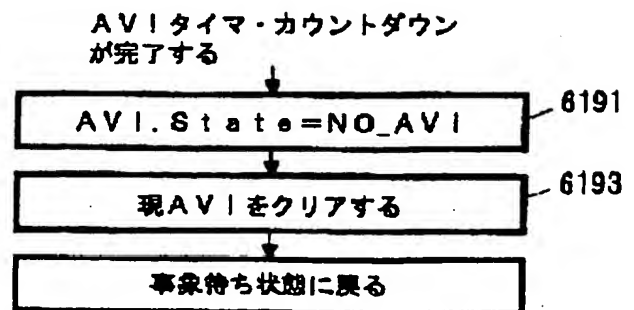 AVIタイマ・カウントダウン
が完了する
AVI.State=NO_AVI
6191
現AVIをクリアする
6193
事象待ち状態に戻る